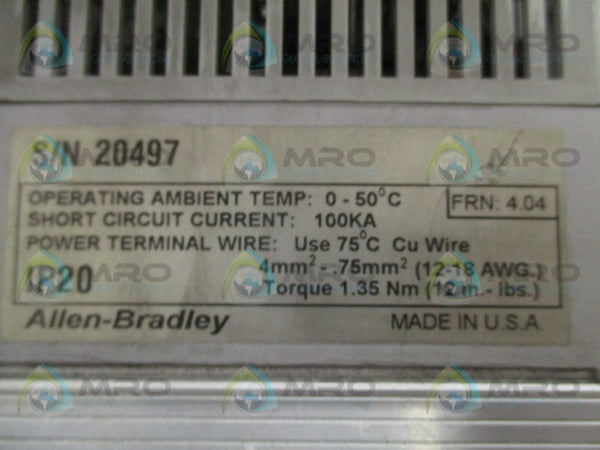 S/N 20497
OPERATING AMBIENT TEMP: 0 - 50°C
FRN: 4.04
SHORT CIRCUIT CURRENT: 100KA
POWER TERMINAL WIRE: Use 75°C Cu Wire
IP20
4mm² - .75mm² (12-18 AWG.)
Torque 1.35 Nm (12 in.- lbs.)
Allen-Bradley
MADE IN U.S.A.
MRO